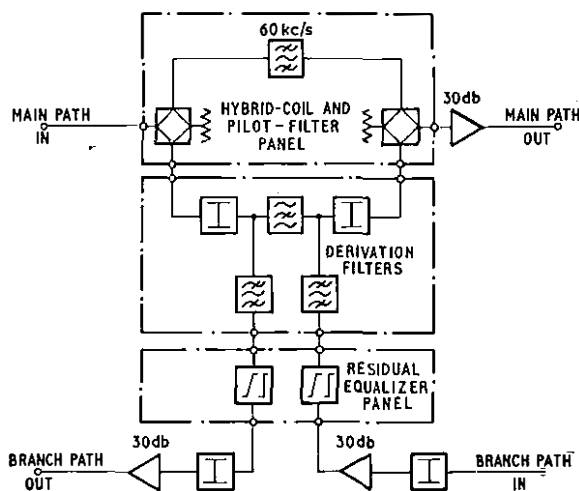 60 kc/s
HYBRID-COIL AND
PILOT-FILTER
PANEL
MAIN PATH
IN
30db
MAIN PATH
OUT
DERIVATION
FILTERS
RESIDUAL
EQUALIZER
PANEL
BRANCH PATH
OUT
30db
30db
BRANCH PATH
IN